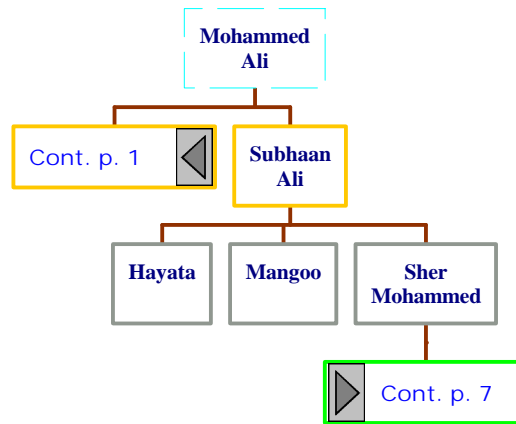 Mohammed
Ali
Cont. p. 1
Subhaan
Ali
Hayata
Mangoo
Sher
Mohammed
Cont. p. 7